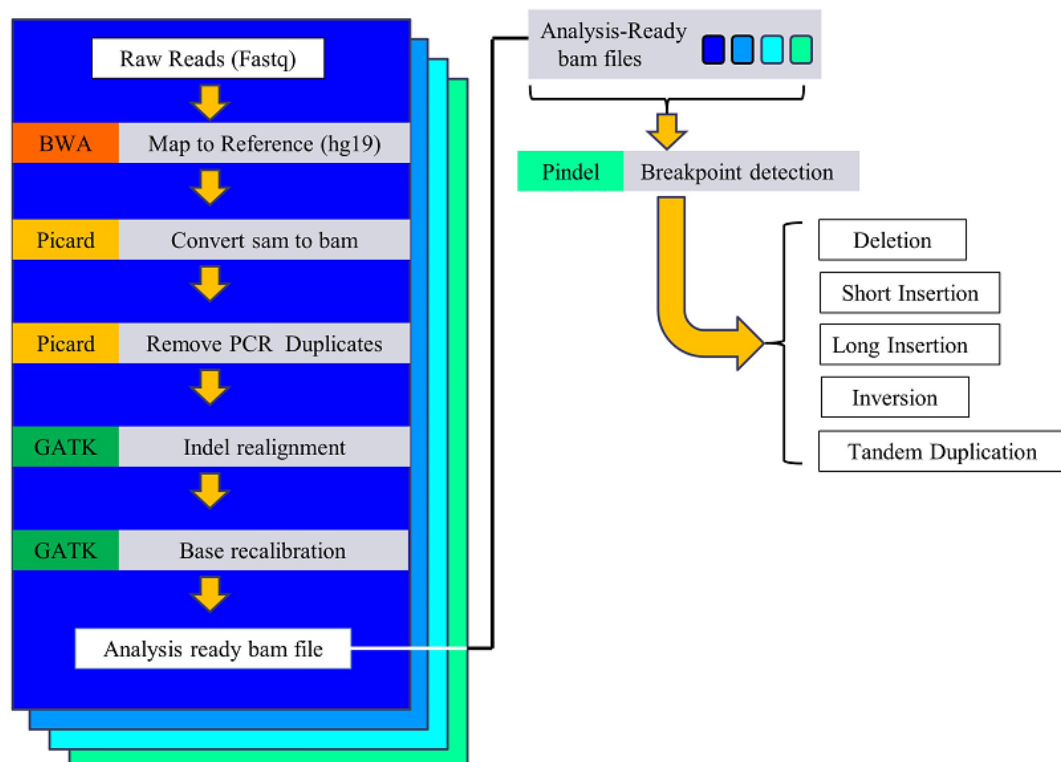 Raw Reads (Fastq)
BWA Map to Reference (hg19)
Picard Convert sam to bam
Picard Remove PCR Duplicates
GATK Indel realignment
GATK Base recalibration
Analysis ready bam file
Analysis-Ready
bam files
Pindel Breakpoint detection
Deletion
Short Insertion
Long Insertion
Inversion
Tandem Duplication